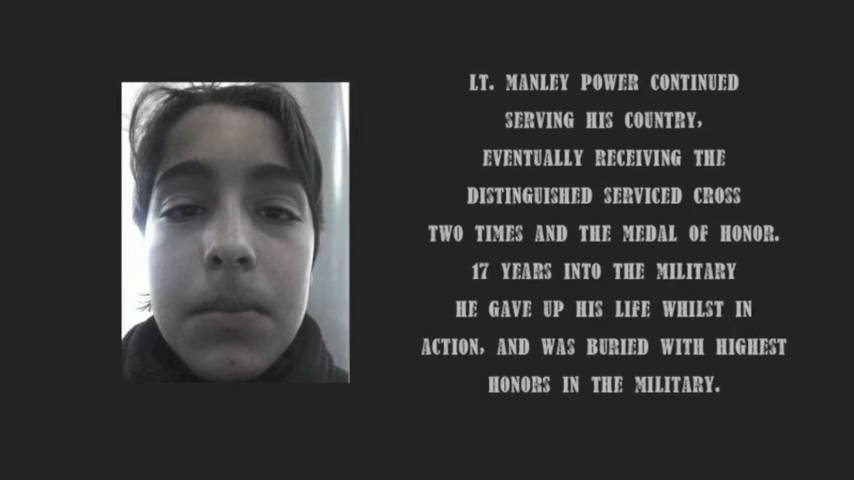 LT. MANLEY POWER CONTINUED
SERVING HIS COUNTRY,
EVENTUALLY RECEIVING THE
DISTINGUISHED SERVICED CROSS
TWO TIMES AND THE MEDAL OF HONOR.
17 YEARS INTO THE MILITARY
HE GAVE UP HIS LIFE WHILST IN
ACTION, AND WAS BURIED WITH HIGHEST
HONORS IN THE MILITARY.